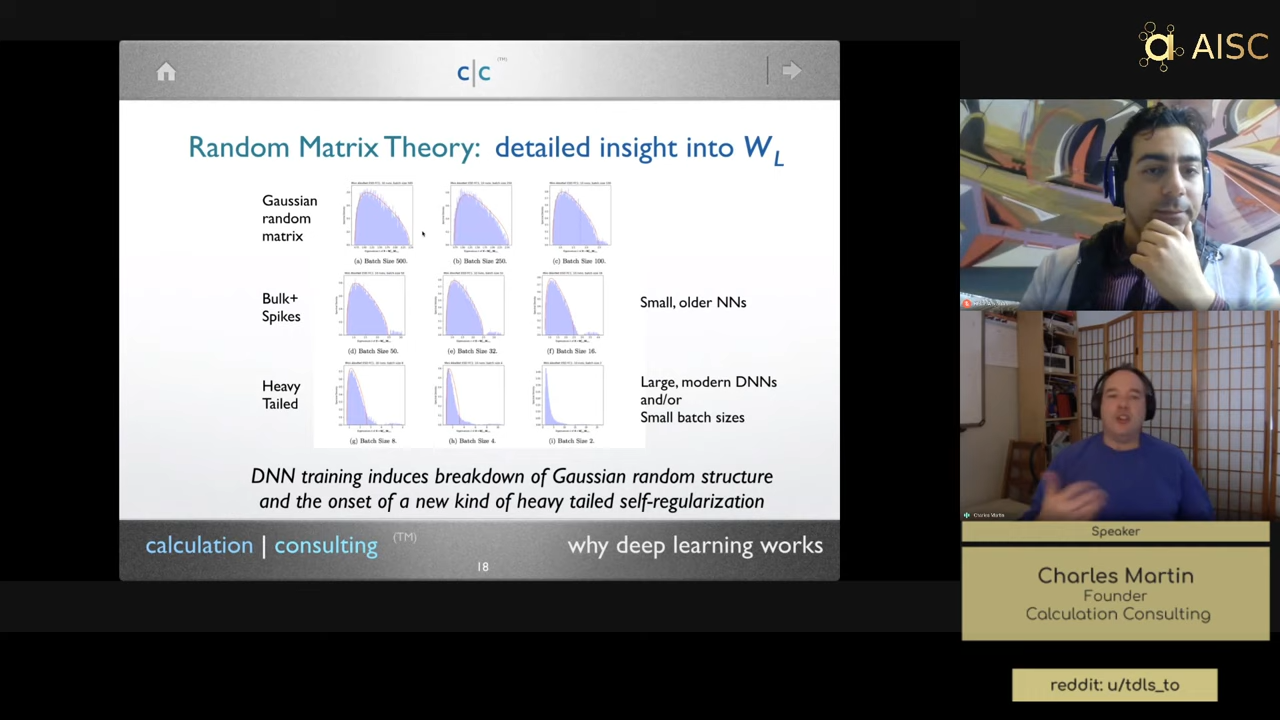 AISC
c|c
(TM)
Random Matrix Theory: detailed insight into W_L
Gaussian
random
matrix
(a) Batch Size 500.
(b) Batch Size 250.
(c) Batch Size 100.
Bulk+
Spikes
Small, older NNs
(d) Batch Size 50.
(e) Batch Size 32.
(f) Batch Size 16.
Heavy
Tailed
Large, modern DNNs
and/or
Small batch sizes
(g) Batch Size 8.
(h) Batch Size 4.
(i) Batch Size 2.
DNN training induces breakdown of Gaussian random structure
and the onset of a new kind of heavy tailed self-regularization
calculation | consulting (TM)
why deep learning works
18
Charles Martin
Speaker
Charles Martin
Founder
Calculation Consulting
reddit: u/tdls_to